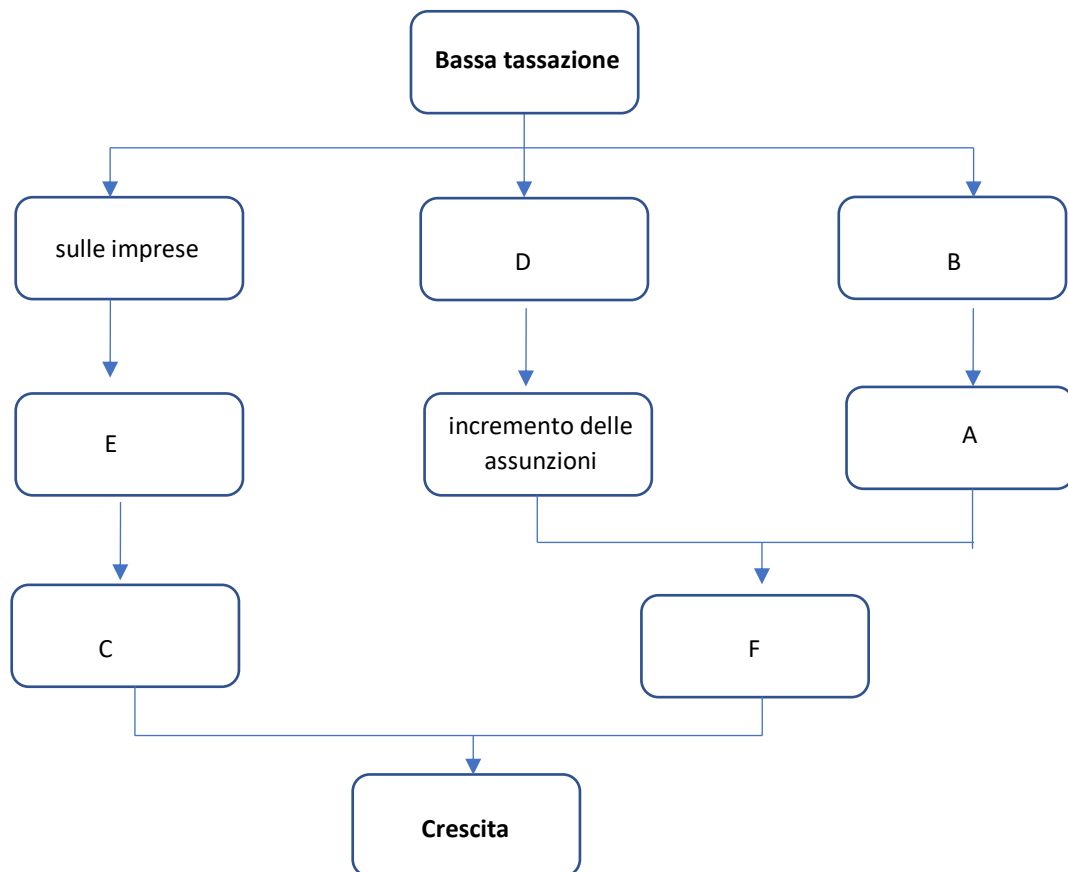 Bassa tassazione
sulle imprese
D
B
E
incremento delle
assunzioni
A
C
F
Crescita